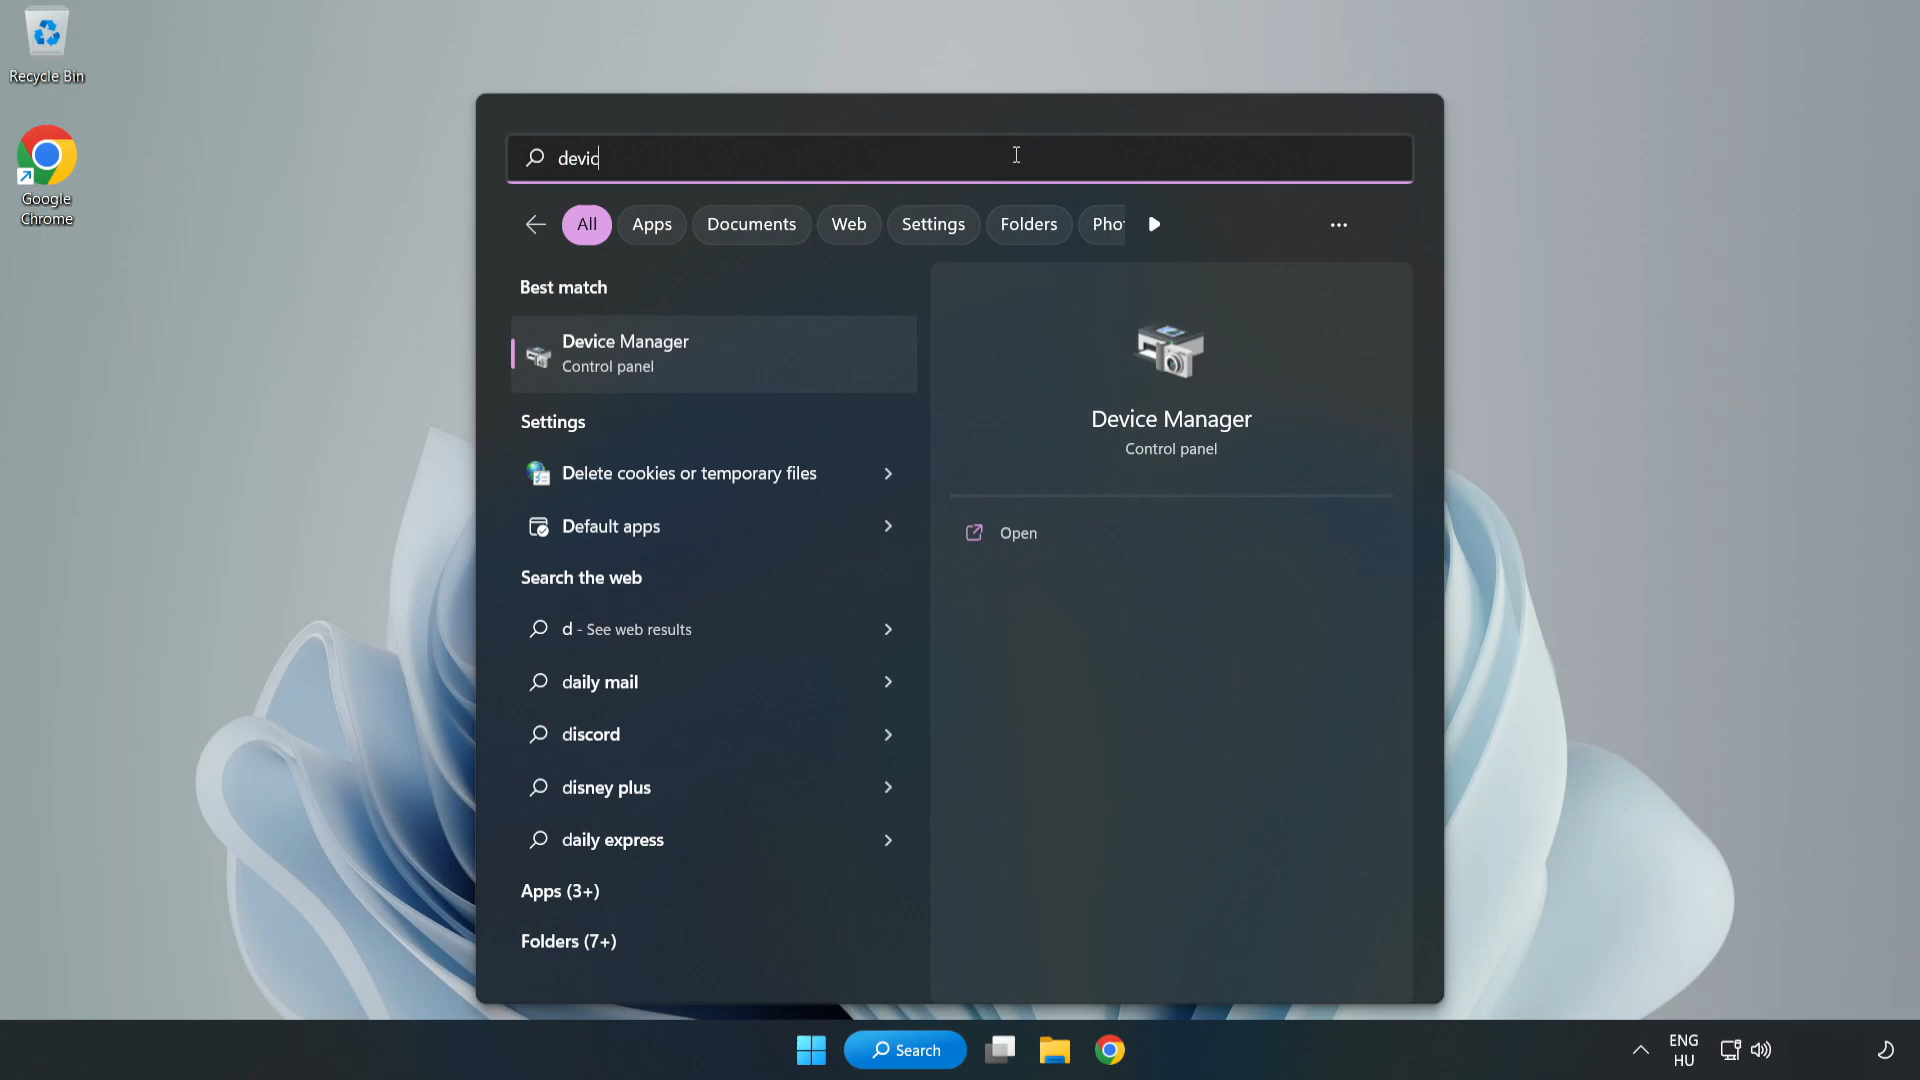 Recycle Bin
Google
Chrome
devic
All
Apps
Documents
Web
Settings
Folders
Pho
Best match
Device Manager
Control panel
Settings
Delete cookies or temporary files
Default apps
Search the web
d - See web results
daily mail
discord
disney plus
daily express
Apps (3+)
Folders (7+)
Device Manager
Control panel
Open
Search
ENG
HU